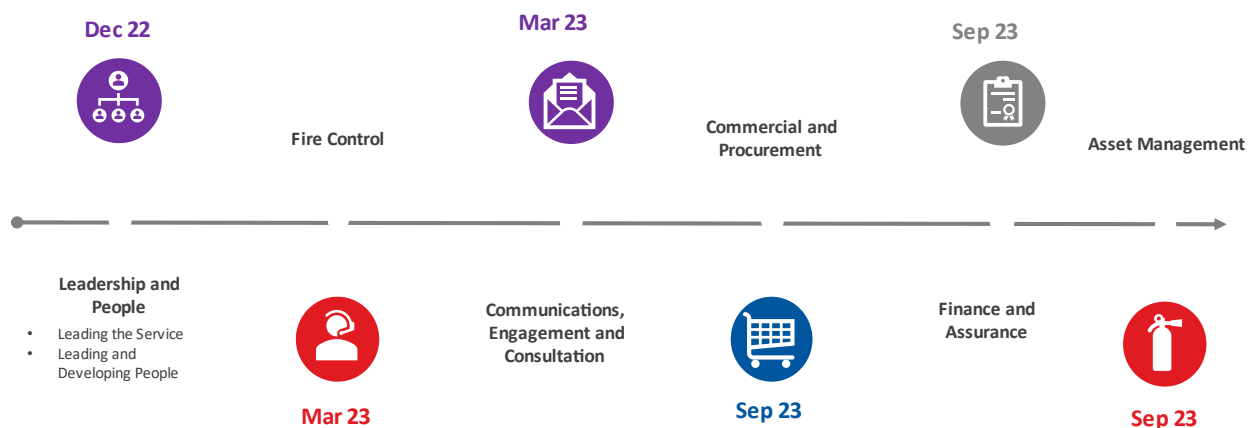 Dec 22
Mar 23
Sep 23
Fire Control
Commercial and
Procurement
Asset Management
Leadership and
People
• Leading the Service
• Leading and
Developing People
Communications,
Engagement and
Consultation
Finance and
Assurance
Mar 23
Sep 23
Sep 23